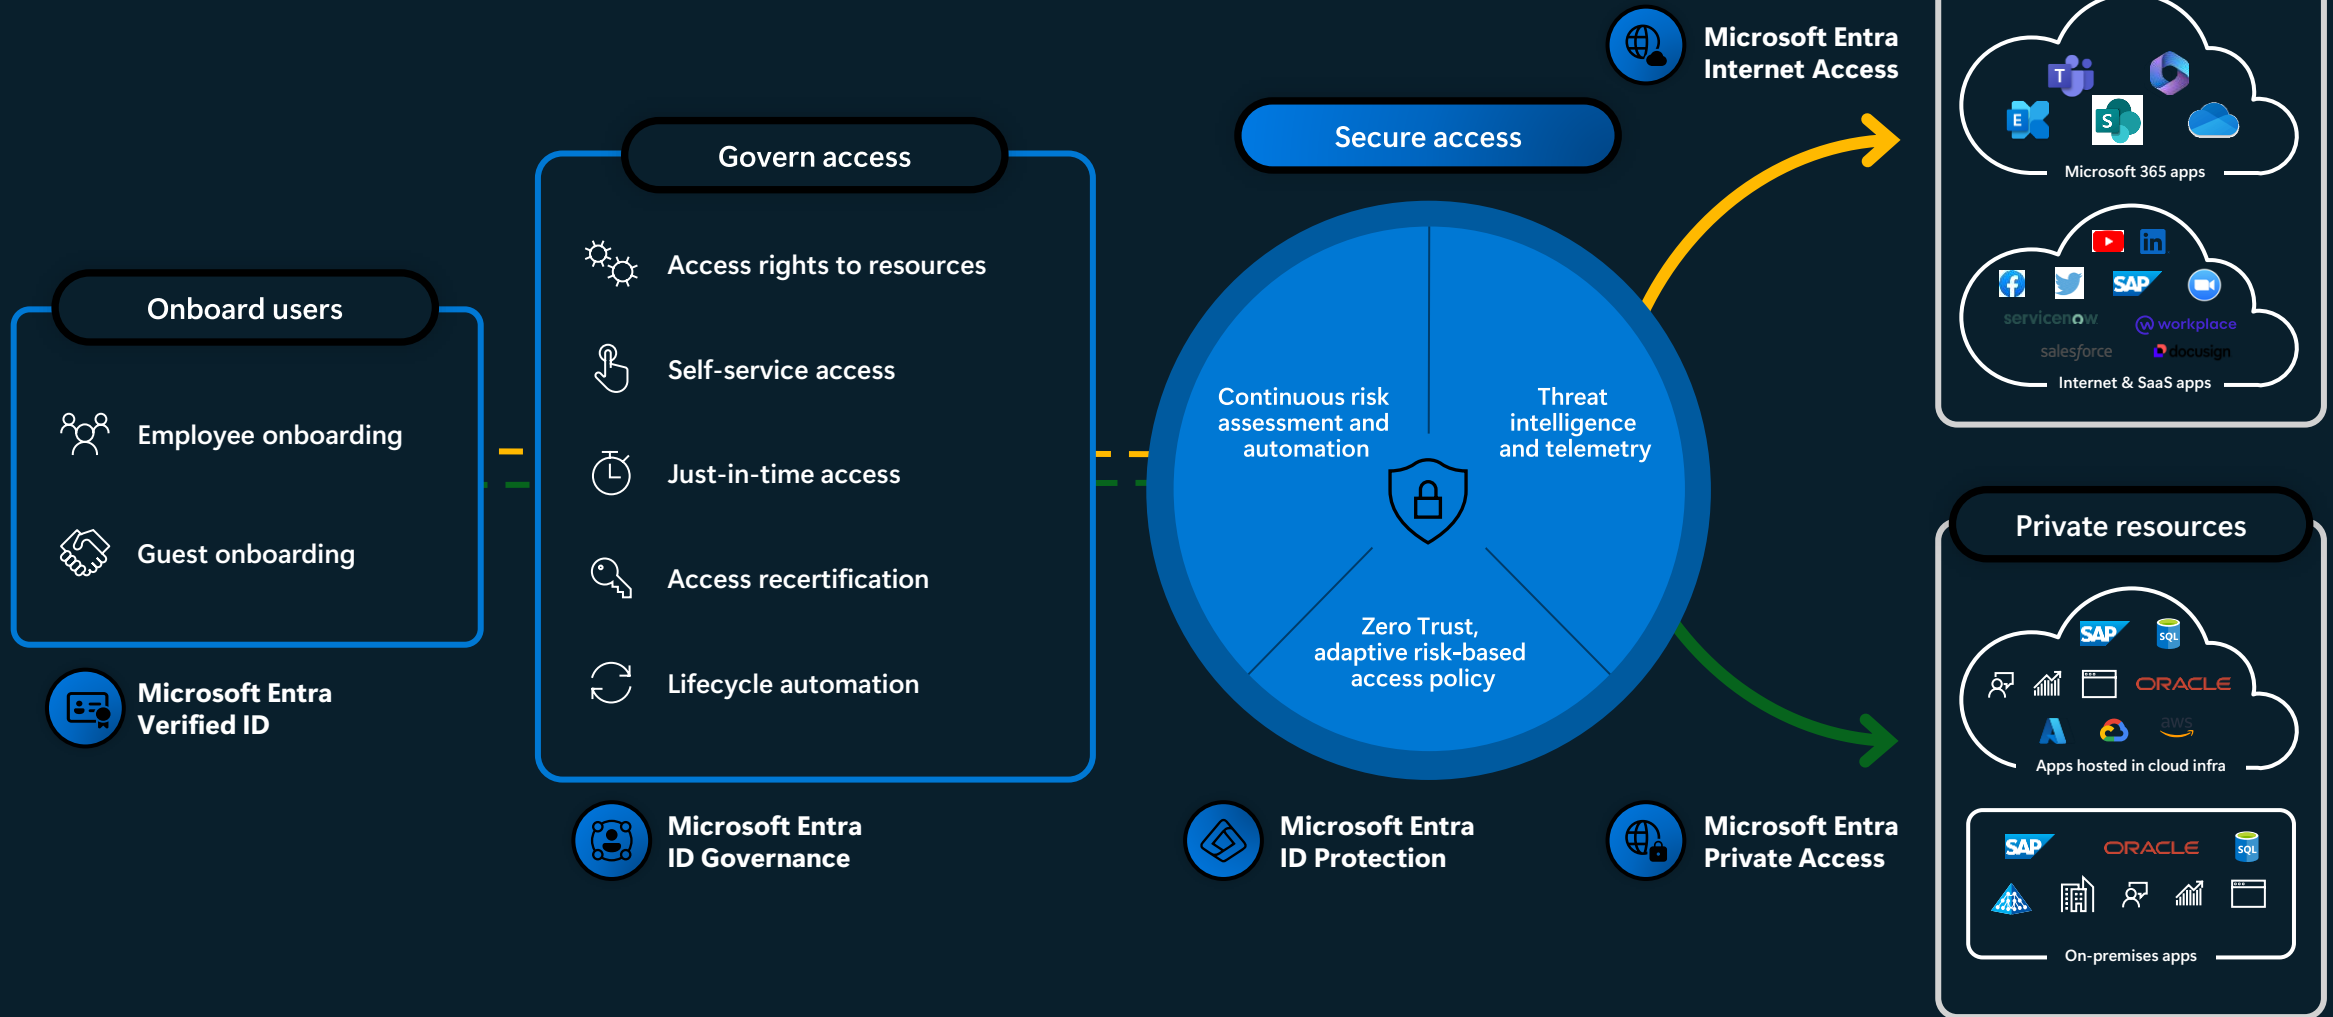 Onboard users
Employee onboarding
Guest onboarding
Microsoft Entra
Verified ID
Govern access
Access rights to resources
Self-service access
Just-in-time access
Access recertification
Lifecycle automation
Microsoft Entra
ID Governance
Secure access
Continuous risk
assessment and
automation
Threat
intelligence
and telemetry
Zero Trust,
adaptive risk-based
access policy
Microsoft Entra
ID Protection
Microsoft Entra
Internet Access
Microsoft Entra
Private Access
T
E
S
Microsoft 365 apps
in
SAP
servicenow
workplace
salesforce
docusign
Internet & SaaS apps
Private resources
SAP
SQL
ORACLE
aws
Apps hosted in cloud infra
SAP
ORACLE
SQL
On-premises apps